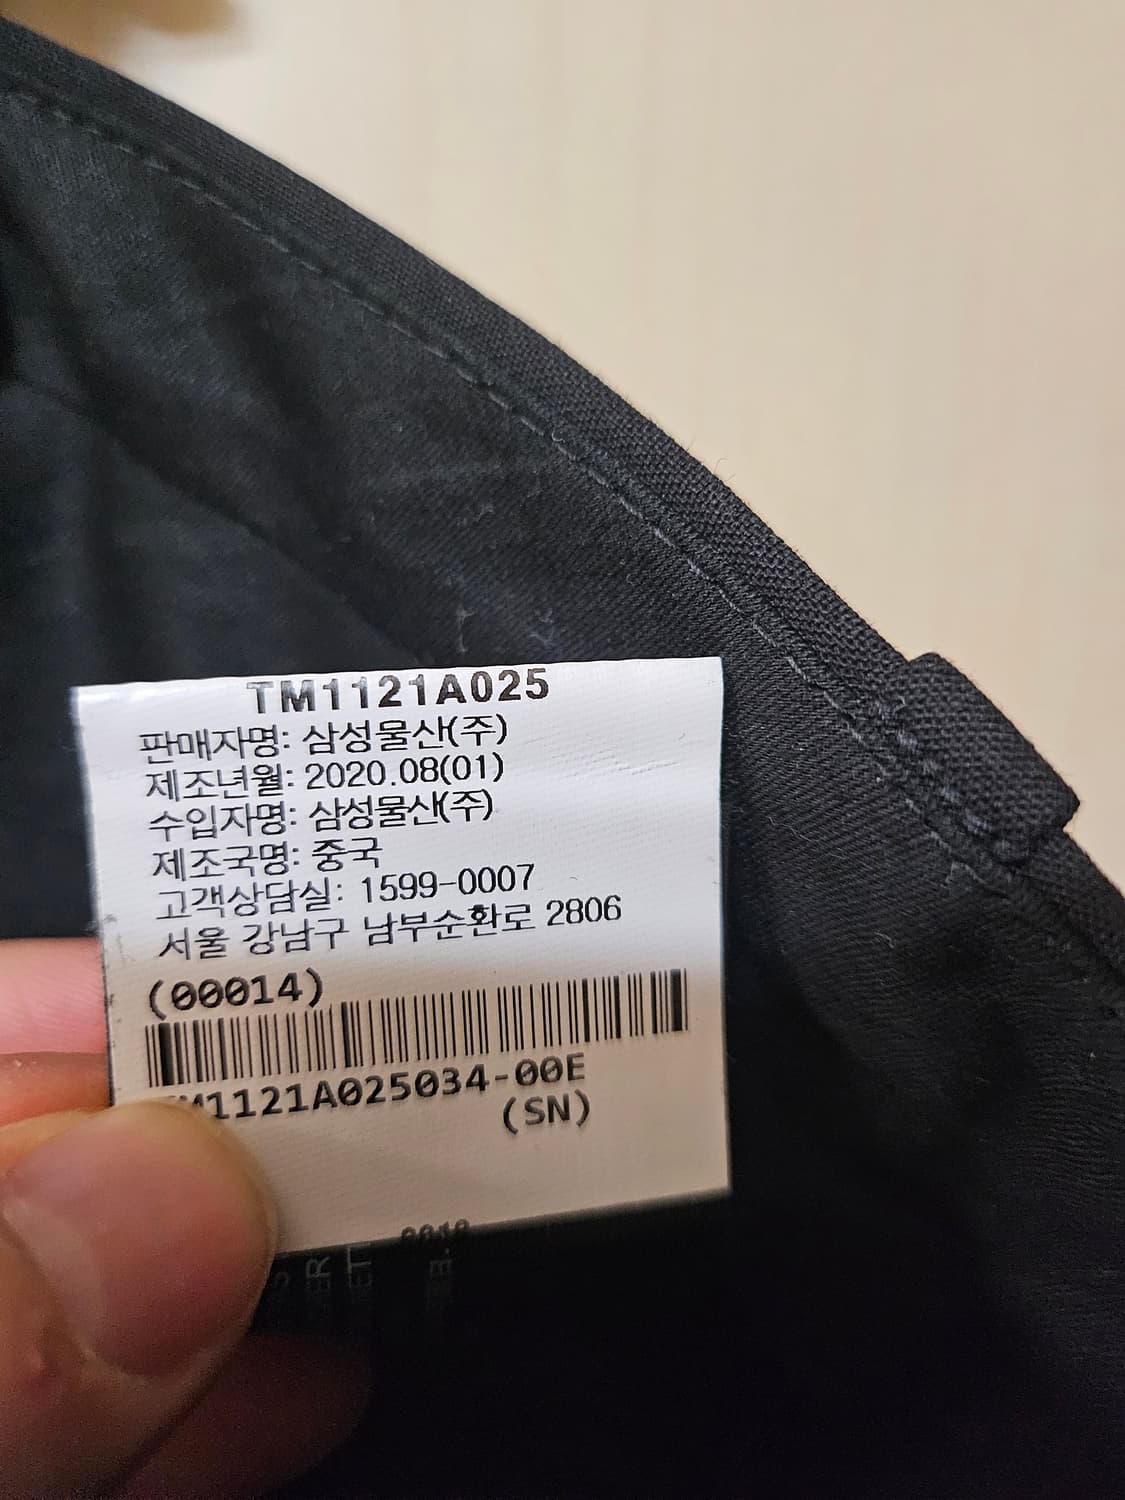 TM1121A025
판매자명: 삼성물산(주)
제조년월: 2020.08(01)
수입자명: 삼성물산(주)
제조국명: 중국
고객상담실: 1599-0007
서울 강남구 남부순환로 2806
(00014)
1121A025034-00E
(SN)